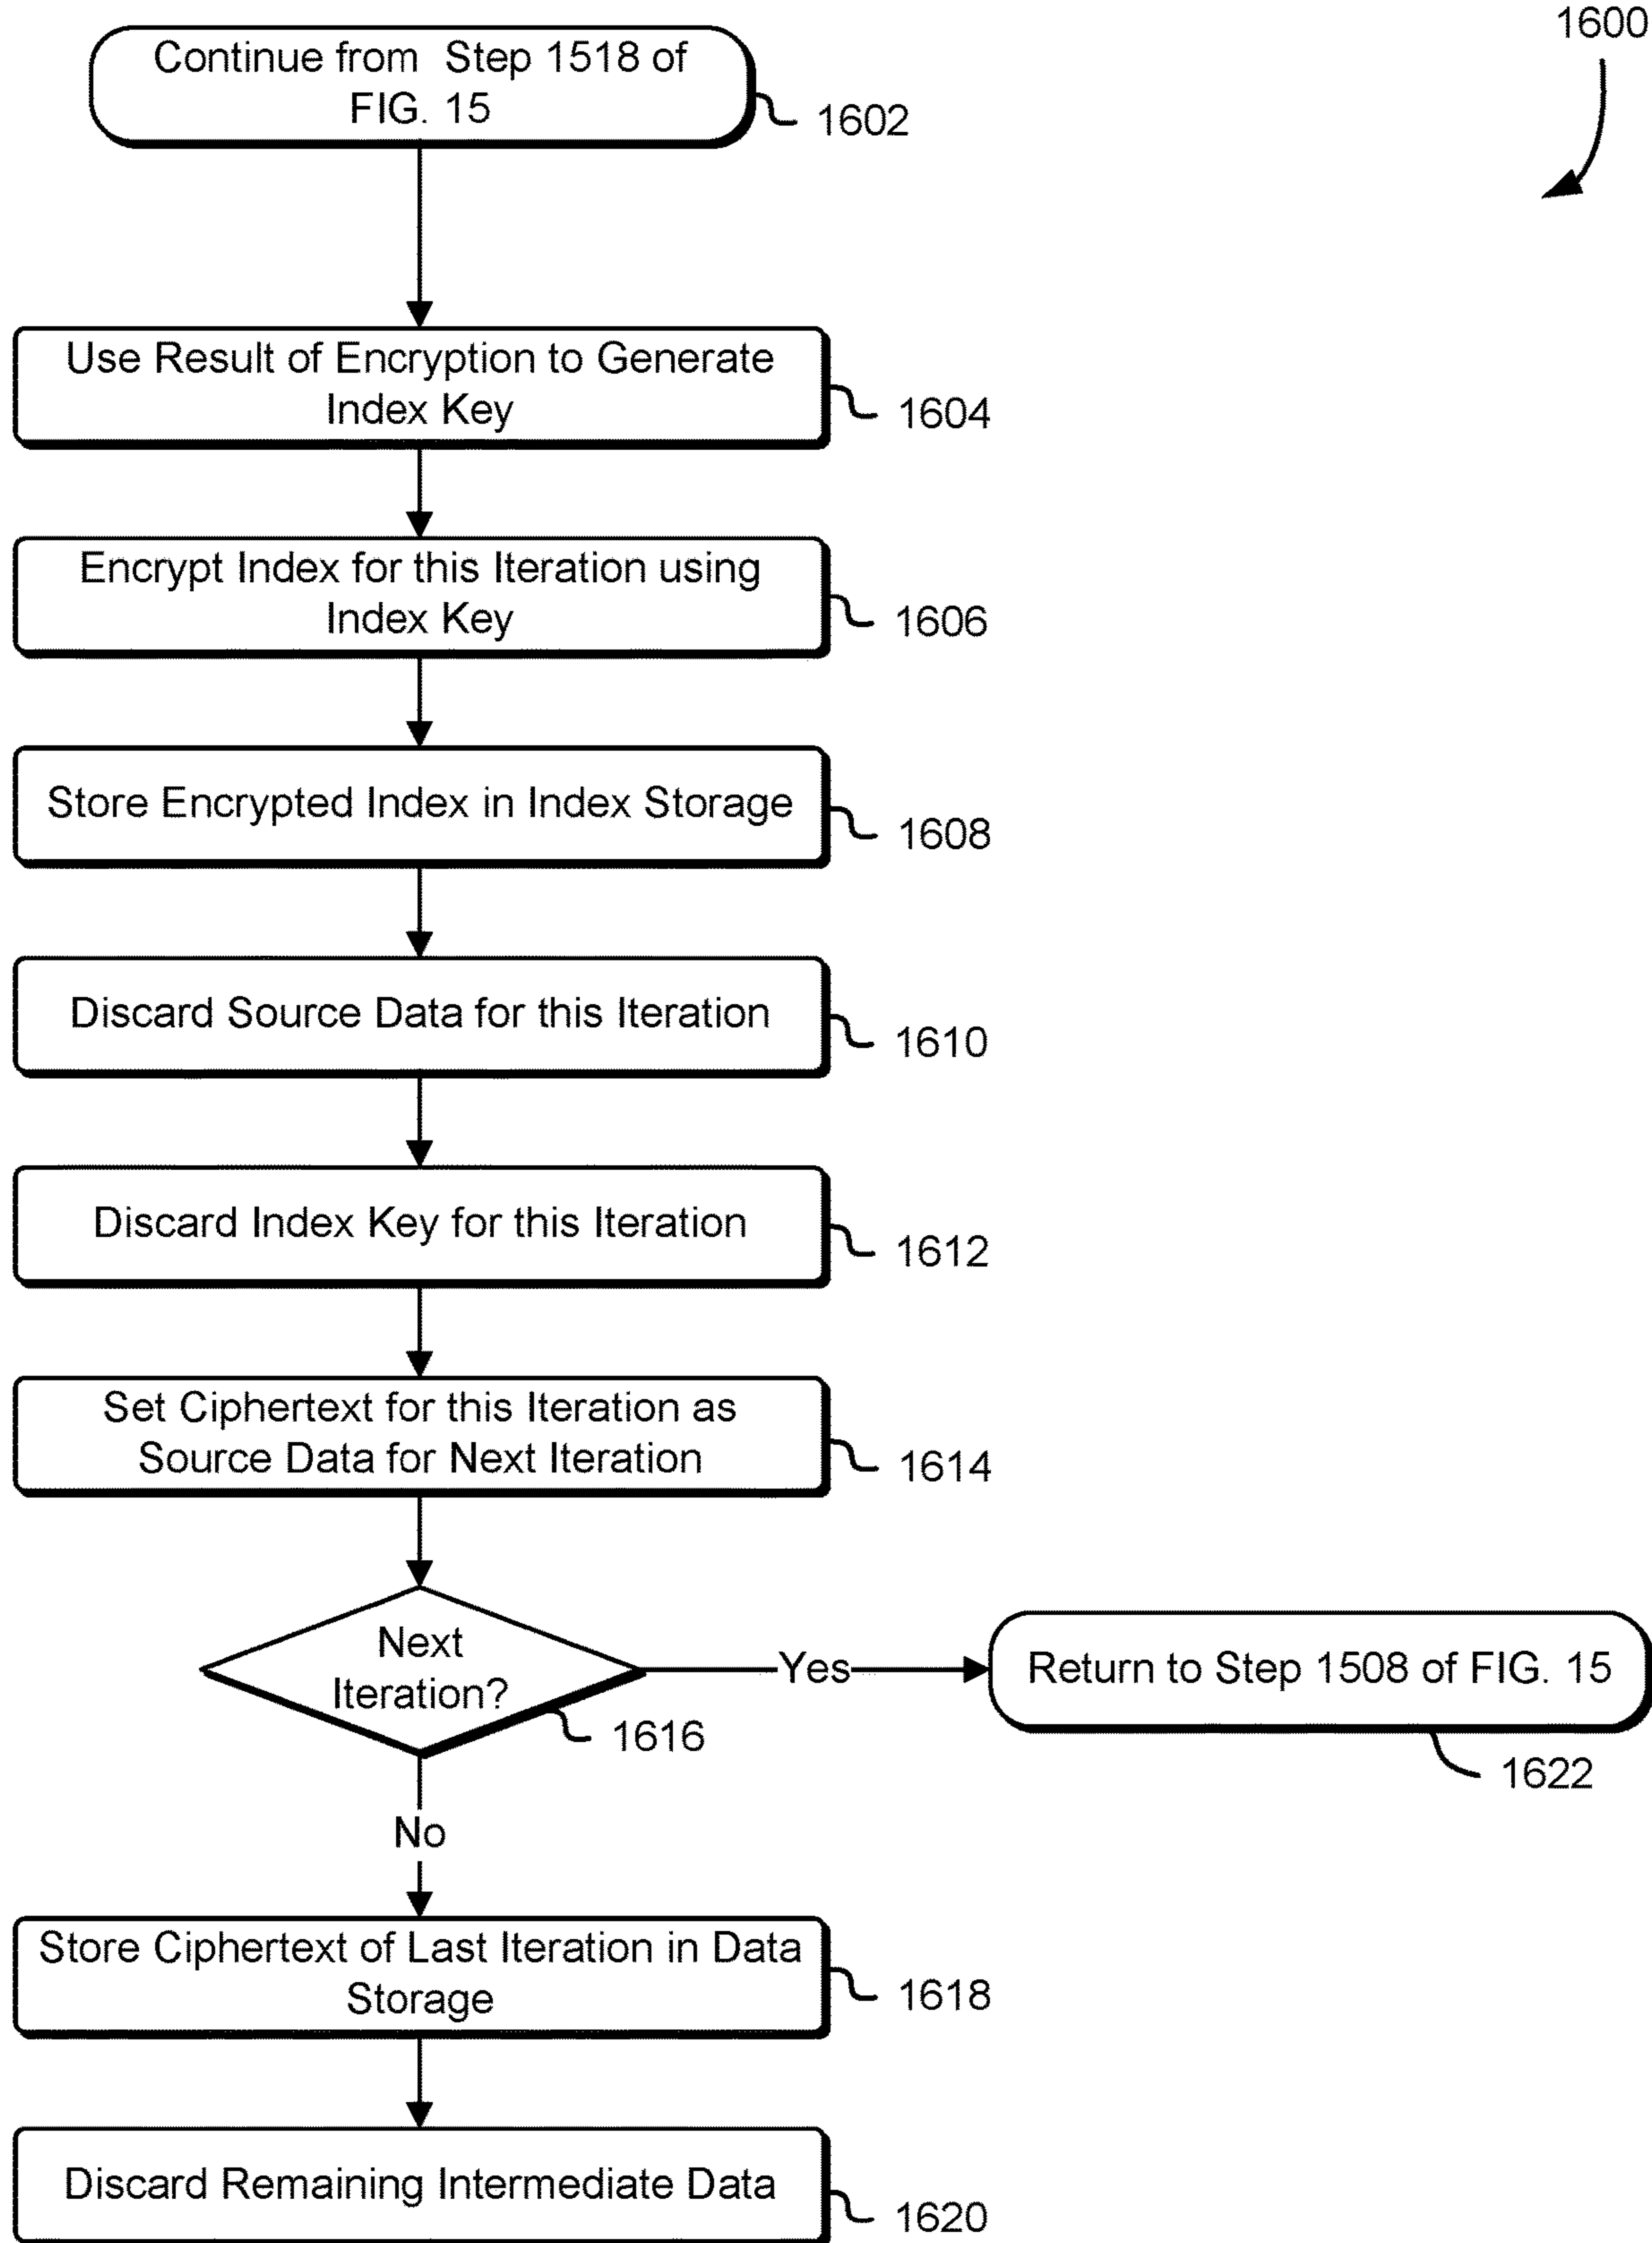 1600
Continue from Step 1518 of
FIG. 15
1602
Use Result of Encryption to Generate
Index Key
1604
Encrypt Index for this Iteration using
Index Key
1606
Store Encrypted Index in Index Storage
1608
Discard Source Data for this Iteration
1610
Discard Index Key for this Iteration
1612
Set Ciphertext for this Iteration as
Source Data for Next Iteration
1614
Next
Iteration?
1616
Yes
Return to Step 1508 of FIG. 15
1622
No
Store Ciphertext of Last Iteration in Data
Storage
1618
Discard Remaining Intermediate Data
1620